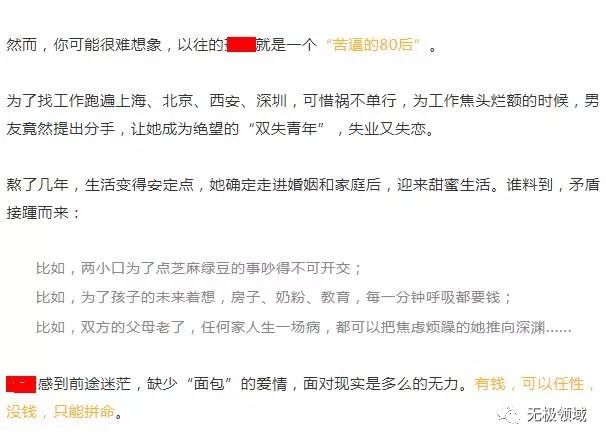 然而，你可能很难想象，以往的 就是一个“苦逼的80后”。
为了找工作跑遍上海、北京、西安、深圳，可惜祸不单行，为工作焦头烂额的时候，男
友竟然提出分手，让她成为绝望的“双失青年”，失业又失恋。
熬了几年，生活变得安定点，她确定走进婚姻和家庭后，迎来甜蜜生活。谁料到，矛盾
接踵而来：
比如，两小口为了点芝麻绿豆的事吵得不可开交；
比如，为了孩子的未来着想，房子、奶粉、教育，每一分钟呼吸都要钱；
比如，双方的父母老了，任何家人生一场病，都可以把焦虑烦躁的她推向深渊......
感到前途迷茫，缺少“面包”的爱情，面对现实是多么的无力。有钱，可以任性，
没钱，只能拼命。
无极领域